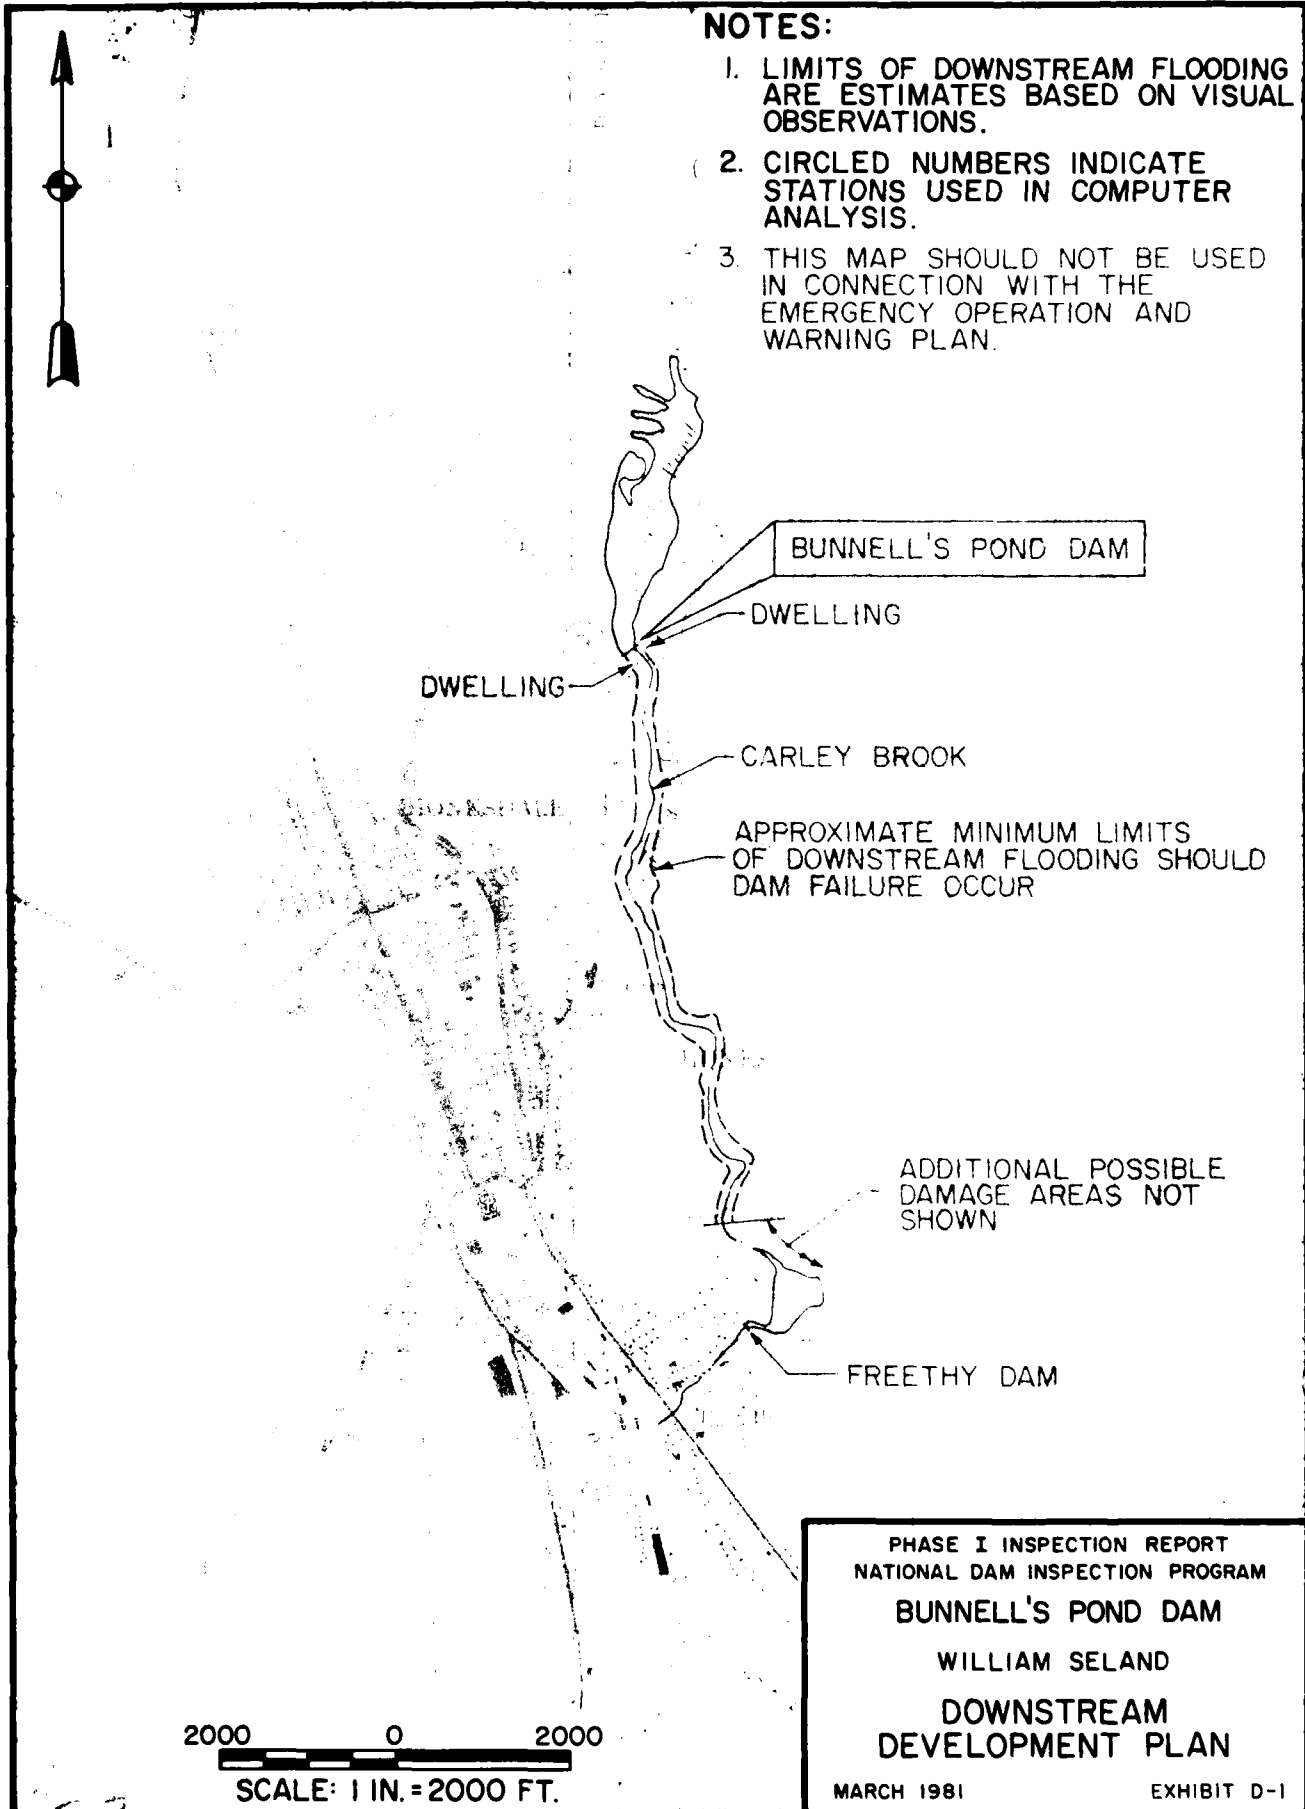 NOTES:
1. LIMITS OF DOWNSTREAM FLOODING
ARE ESTIMATES BASED ON VISUAL
OBSERVATIONS.
2. CIRCLED NUMBERS INDICATE
STATIONS USED IN COMPUTER
ANALYSIS.
3. THIS MAP SHOULD NOT BE USED
IN CONNECTION WITH THE
EMERGENCY OPERATION AND
WARNING PLAN.
BUNNELL'S POND DAM
DWELLING
DWELLING
CARLEY BROOK
APPROXIMATE MINIMUM LIMITS
OF DOWNSTREAM FLOODING SHOULD
DAM FAILURE OCCUR
ADDITIONAL POSSIBLE
DAMAGE AREAS NOT
SHOWN
FREETHY DAM
2000 0 2000
SCALE: 1 IN. = 2000 FT.
PHASE I INSPECTION REPORT
NATIONAL DAM INSPECTION PROGRAM
BUNNELL'S POND DAM
WILLIAM SELAND
DOWNSTREAM
DEVELOPMENT PLAN
MARCH 1981 EXHIBIT D-1